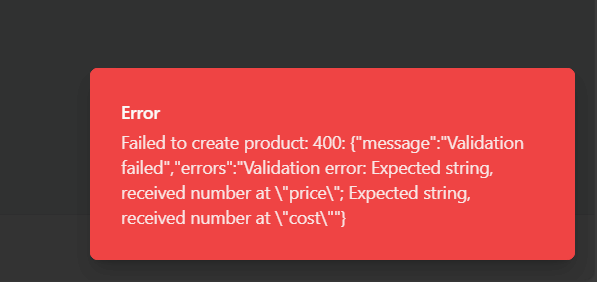 Error
Failed to create product: 400: {"message":"Validation
failed","errors":"Validation error: Expected string,
received number at \"price\"; Expected string,
received number at \"cost\""}